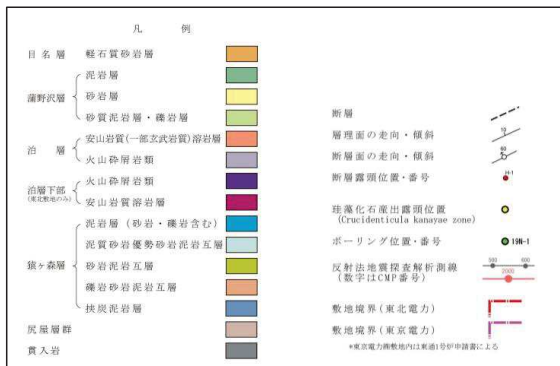 凡 例
目名層 軽石質砂岩層
蒲野沢層
泥岩層
砂岩層
砂質泥岩層・礫岩層
泊層
安山岩質(一部玄武岩質)溶岩層
火山砕屑岩類
泊層下部
(東北敷地のみ)
火山砕屑岩類
安山岩質溶岩層
猿ヶ森層
泥岩層(砂岩・礫岩含む)
泥質砂岩優勢砂岩泥岩互層
砂岩泥岩互層
礫岩砂岩泥岩互層
挟炭泥岩層
尻屋層群
貫入岩
断層
層理面の走向・傾斜 10
断層面の走向・傾斜 60
断層露頭位置・番号 H-1
珪藻化石産出露頭位置
(Crucidenticula kanayae zone)
ボーリング位置・番号 19N-1
反射法地震探査解析測線
(数字はCMP番号)
500 600
2000
敷地境界(東北電力)
敷地境界(東京電力)
*東京電力㈱敷地内は東通1号炉申請書による